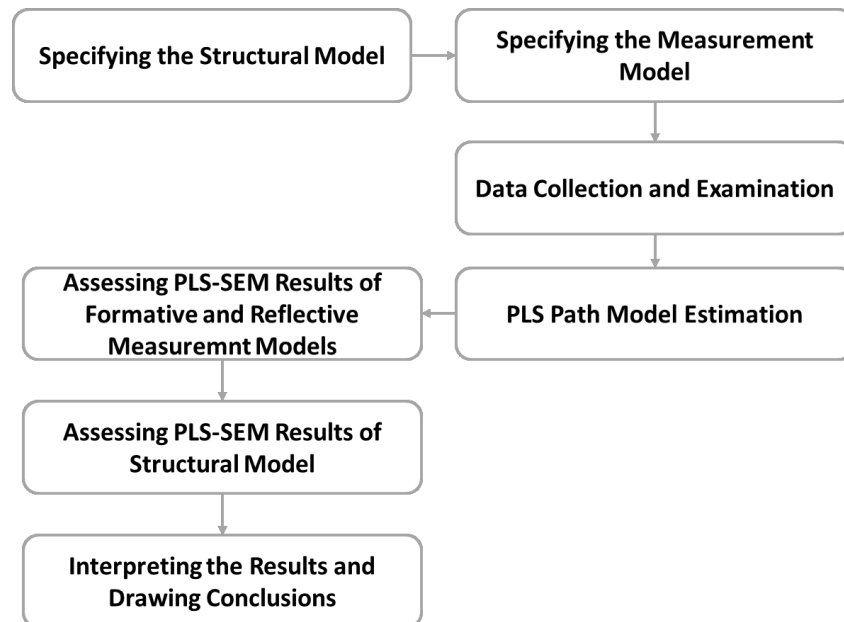 Specifying the Structural Model
Specifying the Measurement
Model
Data Collection and Examination
PLS Path Model Estimation
Assessing PLS-SEM Results of
Formative and Reflective
Measuremnt Models
Assessing PLS-SEM Results of
Structural Model
Interpreting the Results and
Drawing Conclusions